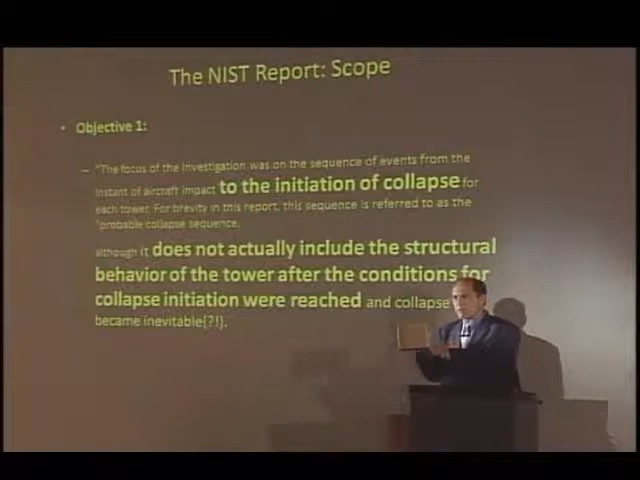 The NIST Report: Scope
• Objective 1:
– "The focus of the Investigation was on the sequence of events from the
instant of aircraft impact to the initiation of collapse for
each tower. For brevity in this report, this sequence is referred to as the
"probable collapse sequence,
although it does not actually include the structural
behavior of the tower after the conditions for
collapse initiation were reached and collapse
became inevitable[?!].